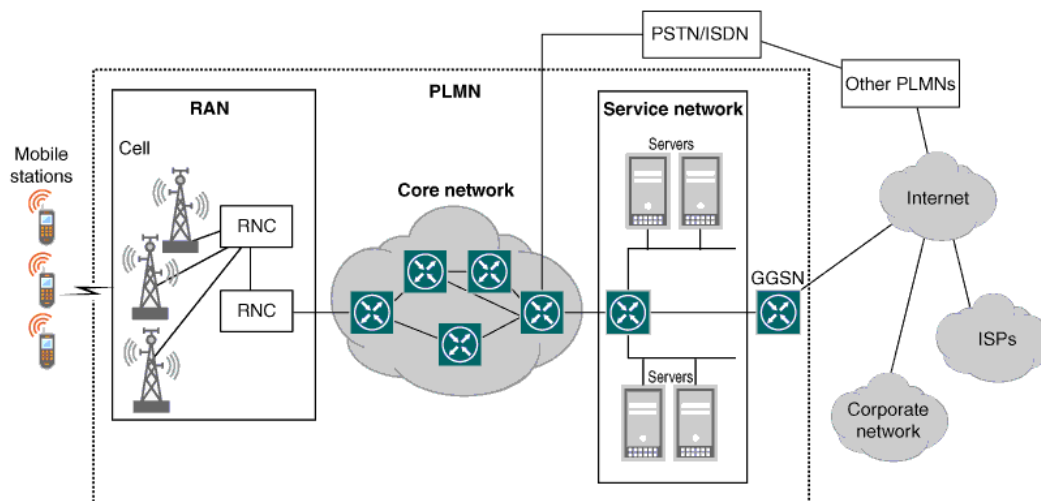 PSTN/ISDN
Other PLMNs
RAN
PLMN
Service network
Cell
Servers
Mobile
stations
Core network
Internet
RNC
GGSN
RNC
ISPs
Servers
Corporate
network